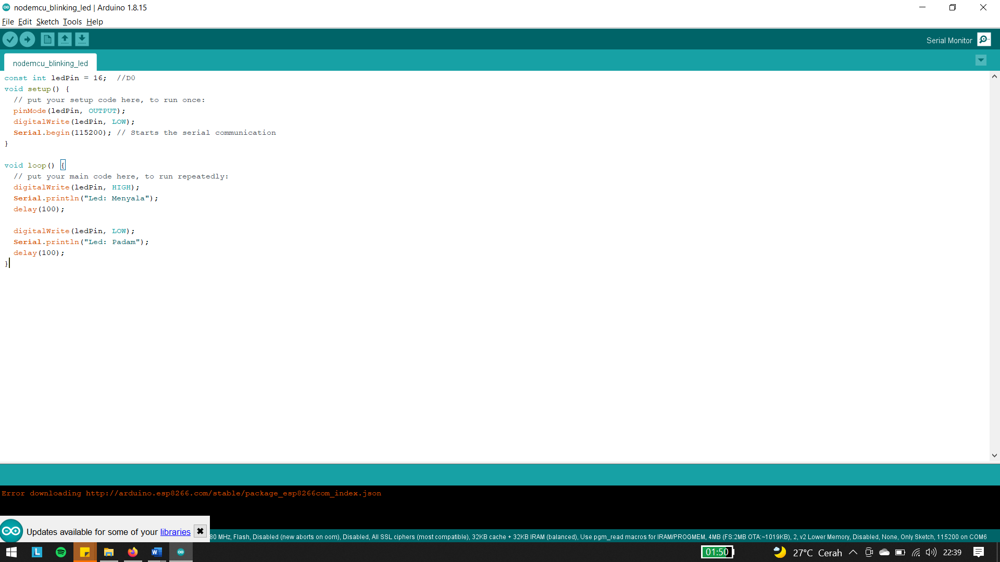 nodemcu_blinking_led | Arduino 1.8.15
File Edit Sketch Tools Help
Serial Monitor
nodemcu_blinking_led
const int ledPin = 16;  //D0
void setup() {
  // put your setup code here, to run once:
  pinMode(ledPin, OUTPUT);
  digitalWrite(ledPin, LOW);
  Serial.begin(115200); // Starts the serial communication
}
void loop() {
  // put your main code here, to run repeatedly:
  digitalWrite(ledPin, HIGH);
  Serial.println("Led: Menyala");
  delay(100);
  digitalWrite(ledPin, LOW);
  Serial.println("Led: Padam");
  delay(100);
}
Error downloading http://arduino.esp8266.com/stable/package_esp8266com_index.json
Updates available for some of your libraries
80 MHz, Flash, Disabled (new aborts on oom), Disabled, All SSL ciphers (most compatible), 32KB cache + 32KB IRAM (balanced), Use pgm_read macros for IRAM/PROGMEM, 4MB (FS:2MB OTA:~1019KB), 2, v2 Lower Memory, Disabled, None, Only Sketch, 115200 on COM6
L W 01:50 27°C Cerah 22:39